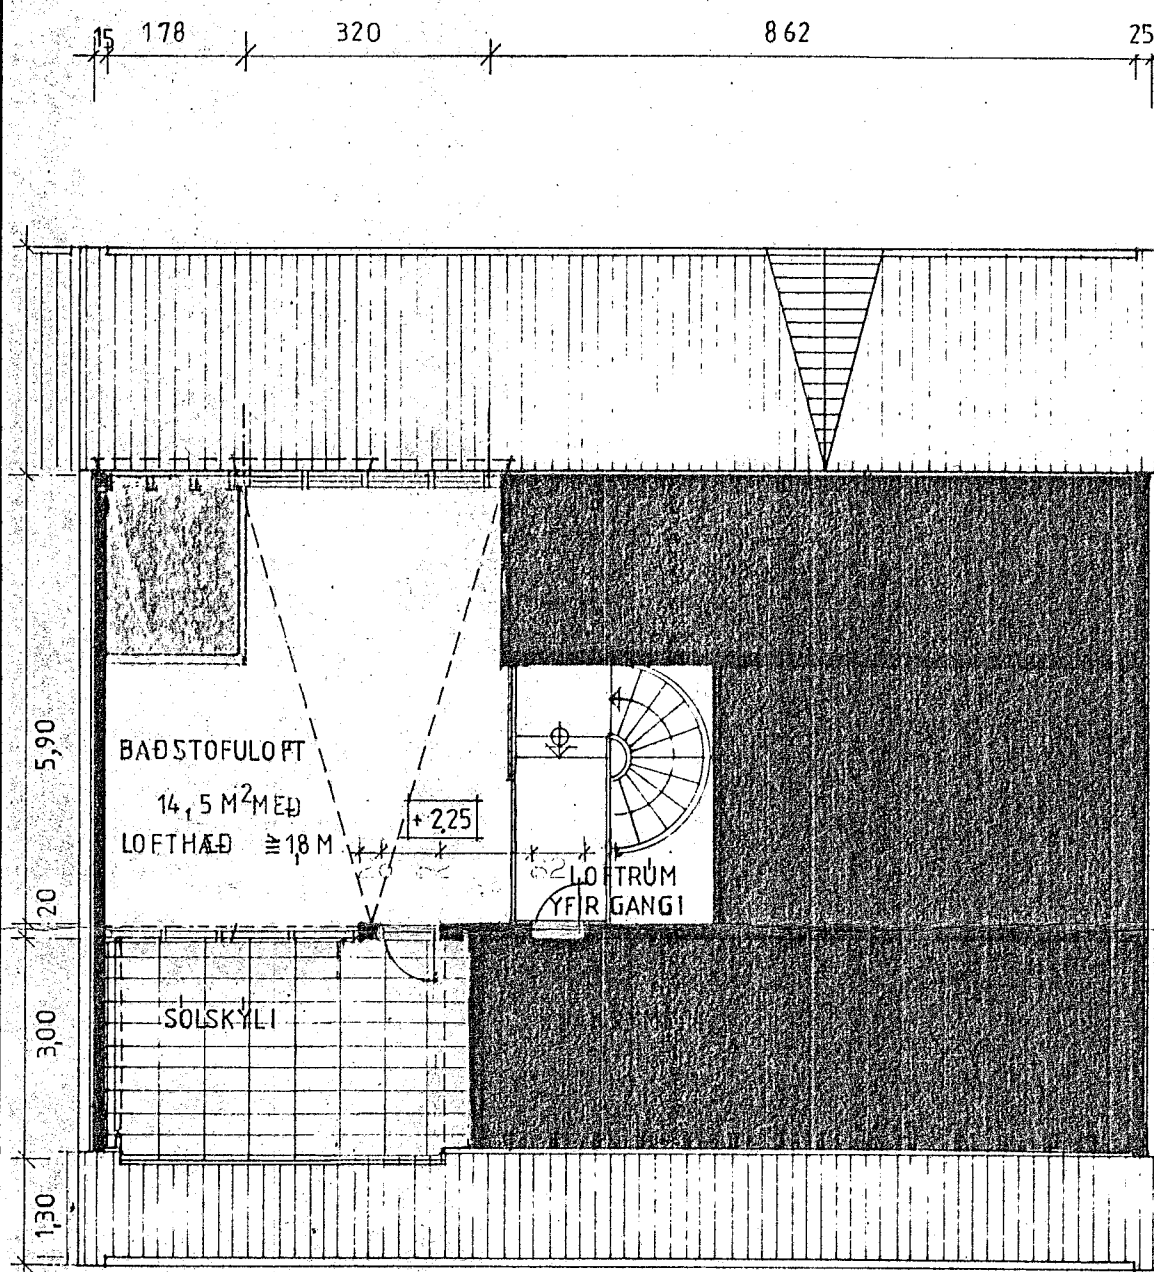 15 178 320 862 25
5,90
BAÐSTOFULOFT
14,5 M²MEÐ
LOFTHÆÐ ≧1,8 M
+ 2,25
LOFTRÚM
YFIR GANGI
20
3,00
SÓLSKÝLI
1,30